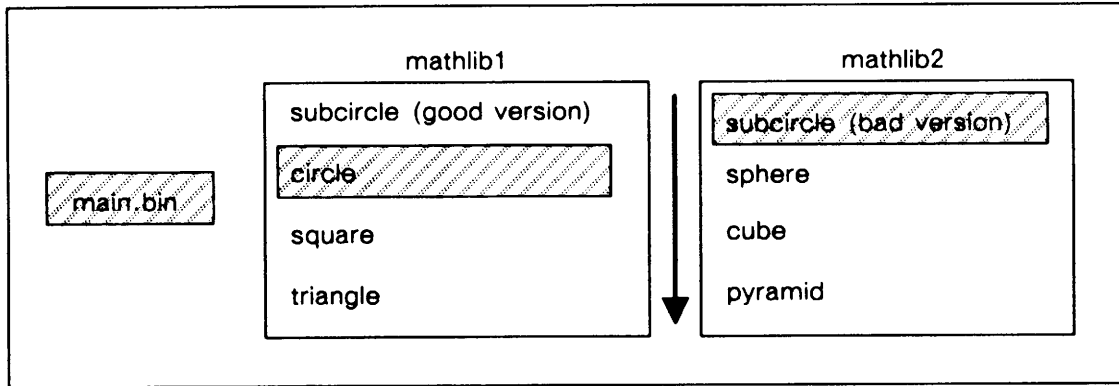 mathlib1
subcircle (good version)
circle
square
triangle
main.bin
mathlib2
subcircle (bad version)
sphere
cube
pyramid